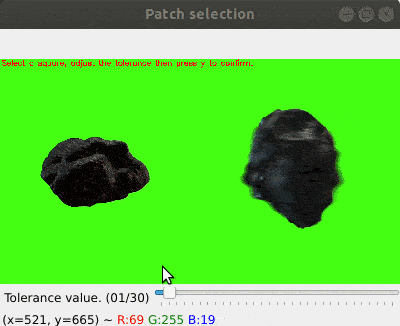 Patch selection
Select a square, adjust the tolerance then press y to confirm.
Tolerance value. (01/30)
(x=521, y=665) ~ R:69 G:255 B:19